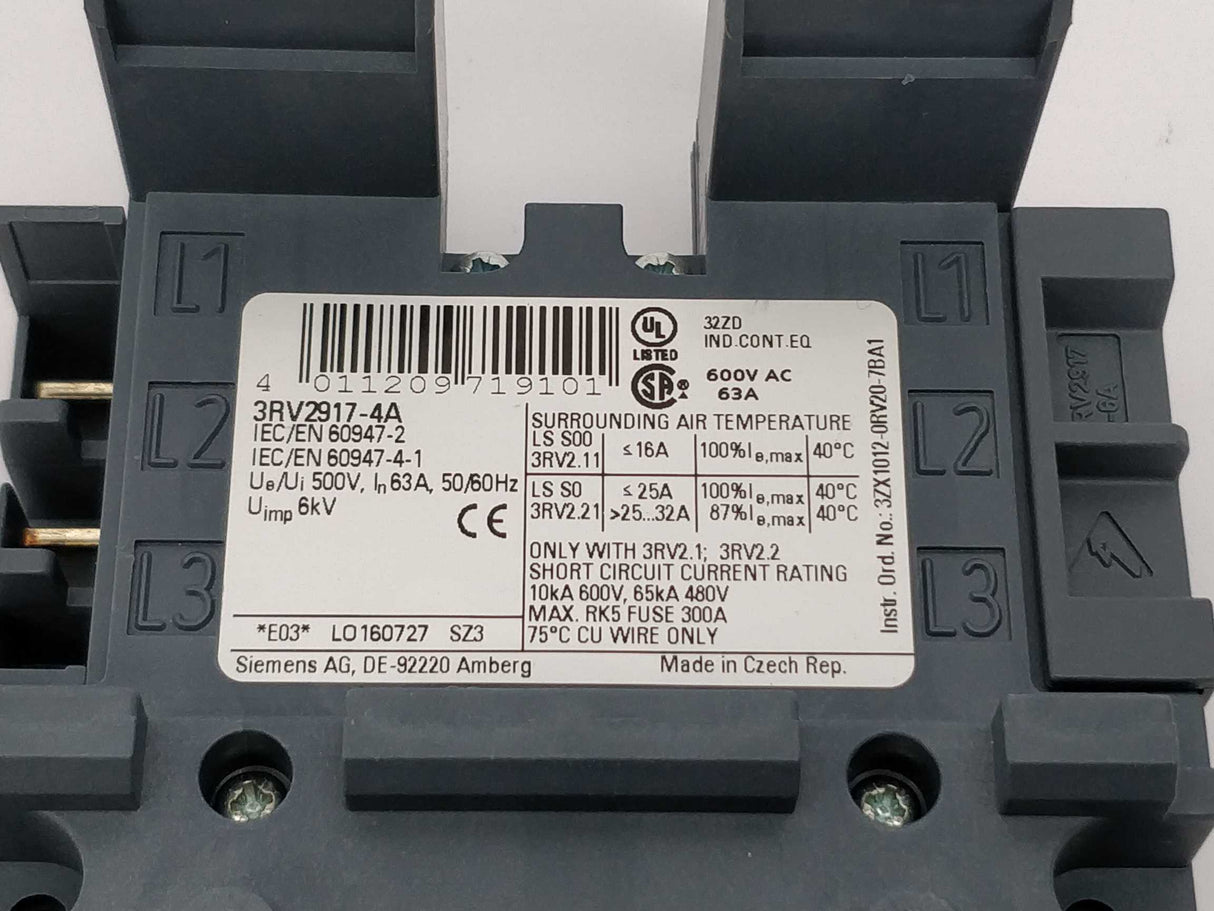 L1
L1
L2
L2
L3
L3
4 011209 719101
UL
LISTED
32ZD
IND.CONT.EQ
SA ®
600V AC
63A
3RV2917-4A
IEC/EN 60947-2
IEC/EN 60947-4-1
Ue/Ui 500V, In 63A, 50/60Hz
Uimp 6kV
CE
SURROUNDING AIR TEMPERATURE
LS S00 ≤16A 100%Ie,max 40°C
3RV2.11
LS S0 ≤25A 100%Ie,max 40°C
3RV2.21 >25...32A 87%Ie,max 40°C
ONLY WITH 3RV2.1; 3RV2.2
SHORT CIRCUIT CURRENT RATING
10kA 600V, 65kA 480V
MAX. RK5 FUSE 300A
75°C CU WIRE ONLY
*E03* LO160727 SZ3
Siemens AG, DE-92220 Amberg Made in Czech Rep.
Instr. Ord. No.: 3ZX1012-0RV20-7BA1
3RV2917
-6A